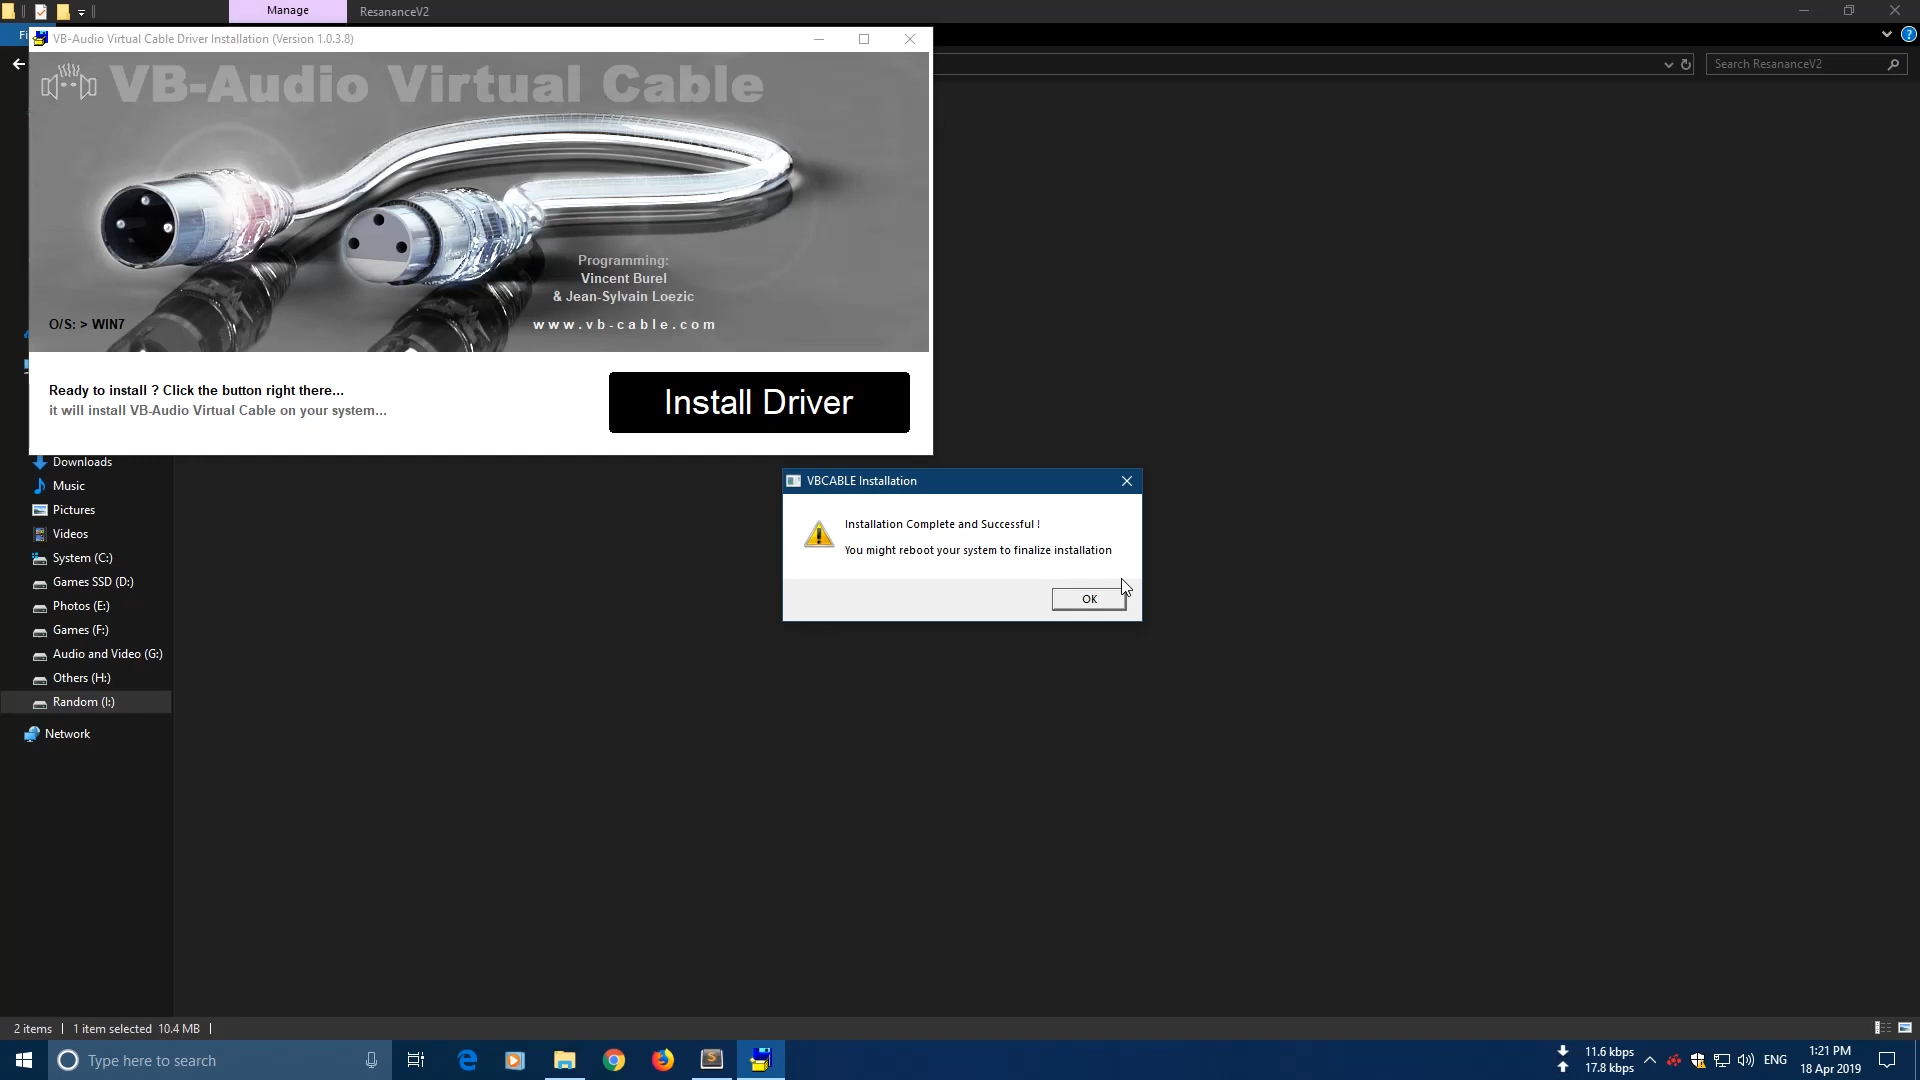 Manage
ResananceV2
Fi
VB-Audio Virtual Cable Driver Installation (Version 1.0.3.8)
Search ResananceV2
VB-Audio Virtual Cable
Programming:
Vincent Burel
& Jean-Sylvain Loezic
O/S: > WIN7
www.vb-cable.com
Ready to install ? Click the button right there...
it will install VB-Audio Virtual Cable on your system...
Install Driver
Downloads
Music
Pictures
Videos
System (C:)
Games SSD (D:)
Photos (E:)
Games (F:)
Audio and Video (G:)
Others (H:)
Random (I:)
Network
VBCABLE Installation
Installation Complete and Successful !
You might reboot your system to finalize installation
OK
2 items
1 item selected 10.4 MB
Type here to search
11.6 kbps
17.8 kbps
ENG
1:21 PM
18 Apr 2019